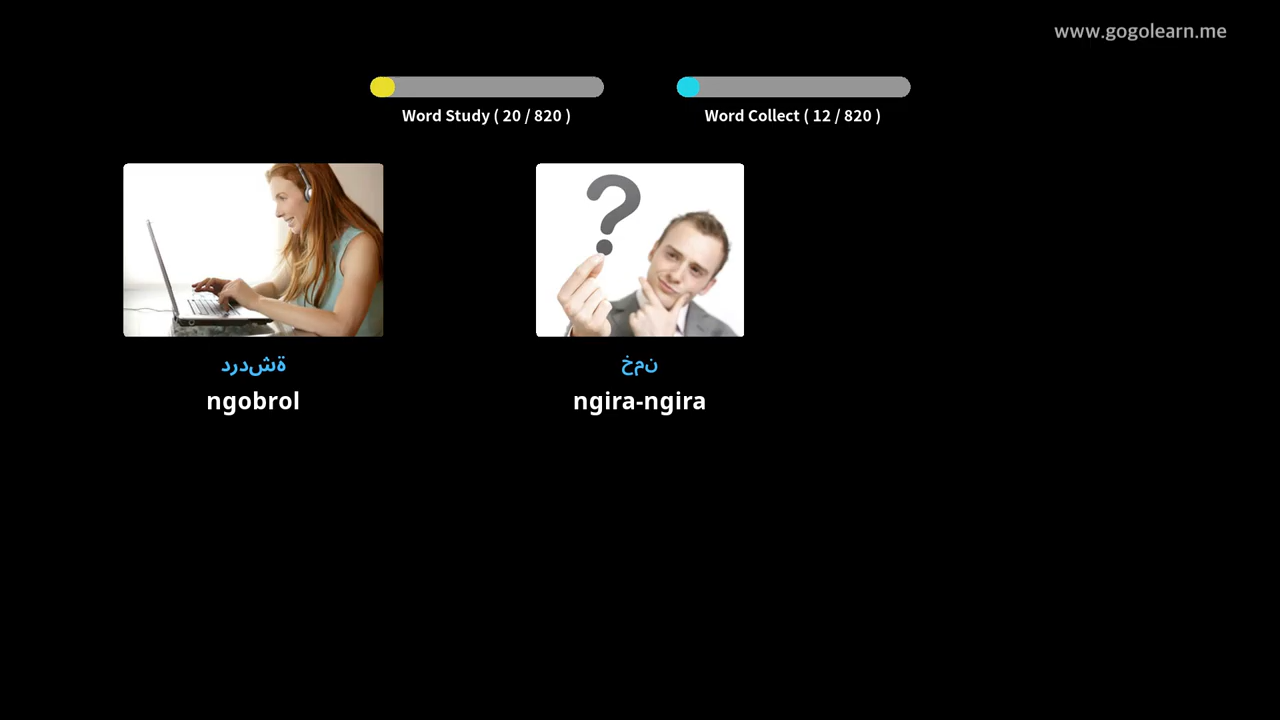 www.gogolearn.me
Word Study ( 20 / 820 )
Word Collect ( 12 / 820 )
دردشة
خمن
ngobrol
ngira-ngira